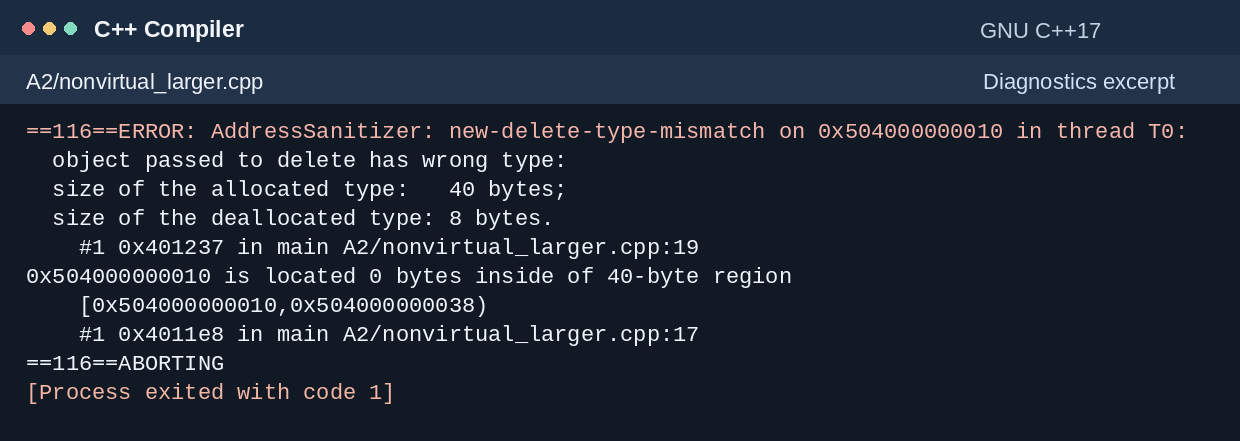 C++ Compiler
GNU C++17
A2/nonvirtual_larger.cpp
Diagnostics excerpt
==116==ERROR: AddressSanitizer: new-delete-type-mismatch on 0x504000000010 in thread T0:
  object passed to delete has wrong type:
  size of the allocated type:   40 bytes;
  size of the deallocated type: 8 bytes.
    #1 0x401237 in main A2/nonvirtual_larger.cpp:19
0x504000000010 is located 0 bytes inside of 40-byte region
    [0x504000000010,0x504000000038)
    #1 0x4011e8 in main A2/nonvirtual_larger.cpp:17
==116==ABORTING
[Process exited with code 1]